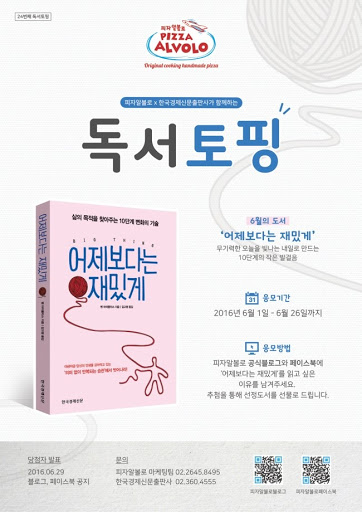 24번째 독서토핑
피자알볼로
PIZZA
ALVOLO
Original cooking handmade pizza
피자알볼로 x 한국경제신문출판사가 함께하는
독서토핑
삶의 목적을 찾아주는 10단계 변화의 기술
BIG THINK
어제보다는
재밌게
어제보다는 재밌게
한국경제신문
6월의 도서
'어제보다는 재밌게'
무기력한 오늘을 빛나는 내일로 만드는
10단계의 작은 발걸음
31 응모기간
2016년 6월 1일 - 6월 26일까지
응모방법
피자알볼로 공식블로그와 페이스북에
'어제보다는 재밌게'를 읽고 싶은
이유를 남겨주세요.
추첨을 통해 선정도서를 선물로 드립니다.
당첨자 발표
2016.06.29
블로그, 페이스북 공지
문의
피자알볼로 마케팅팀 02.2645.8495
한국경제신문출판사 02.360.4555
피자알볼로블로그
피자알볼로페이스북